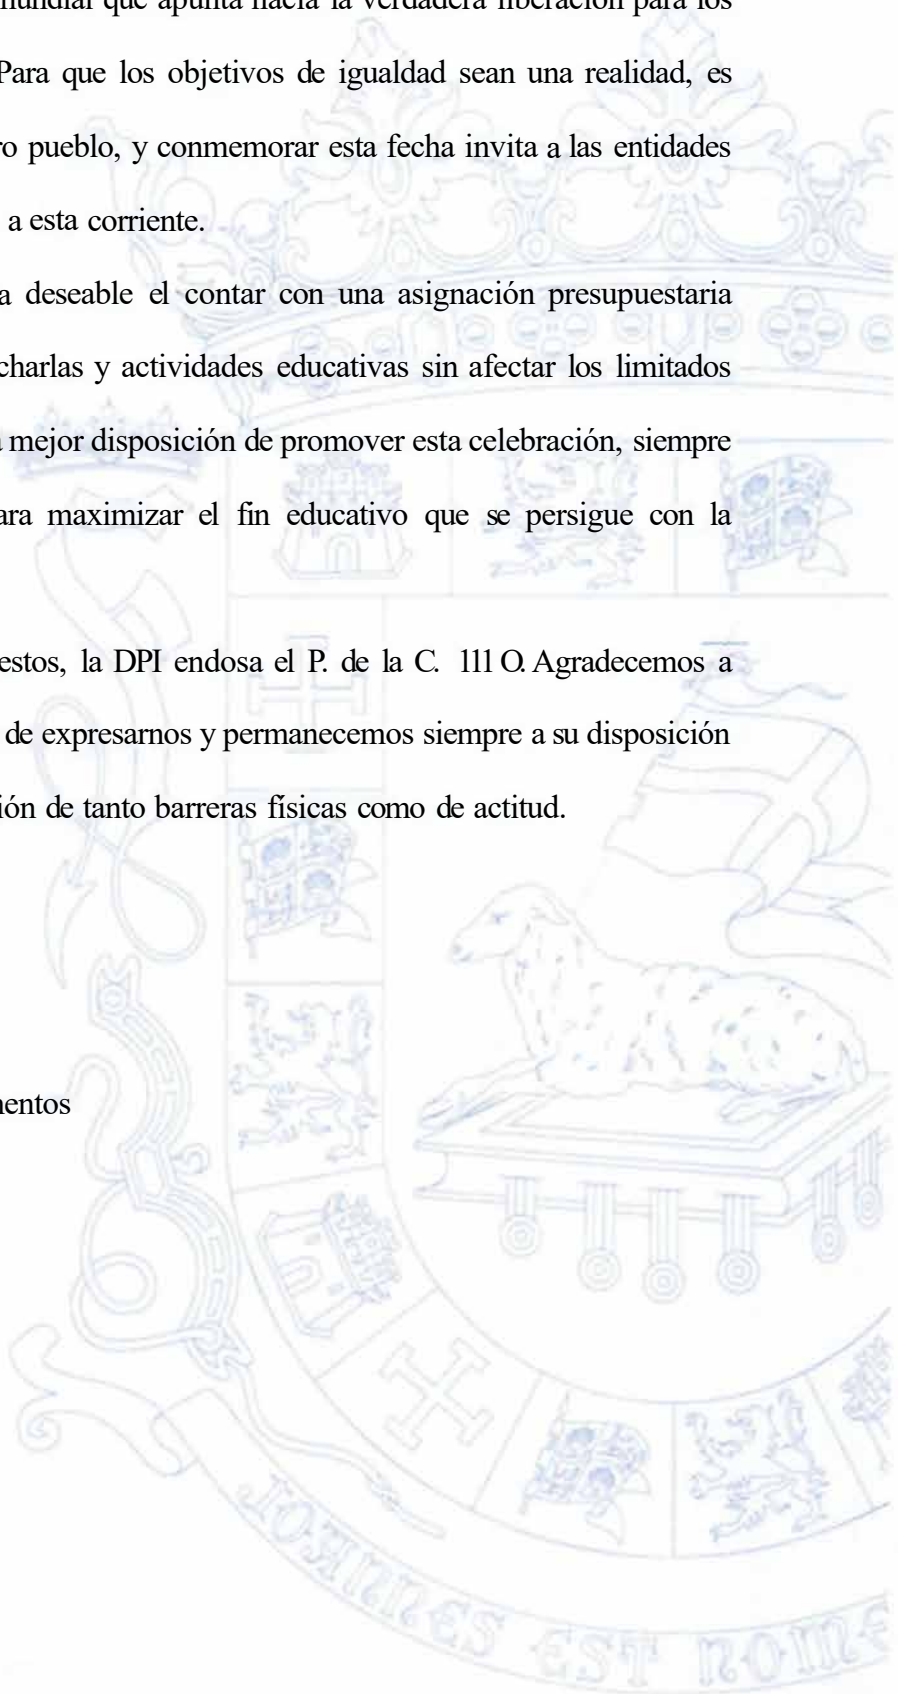 mundial que apunta hacia la verdadera liberación para los
Para que los objetivos de igualdad sean una realidad, es
ro pueblo, y conmemorar esta fecha invita a las entidades
a esta corriente.
a deseable el contar con una asignación presupuestaria
charlas y actividades educativas sin afectar los limitados
a mejor disposición de promover esta celebración, siempre
ara maximizar el fin educativo que se persigue con la
estos, la DPI endosa el P. de la C. 111 O. Agradecemos a
de expresarnos y permanecemos siempre a su disposición
ión de tanto barreras físicas como de actitud.
mentos
JOANNES EST NOME